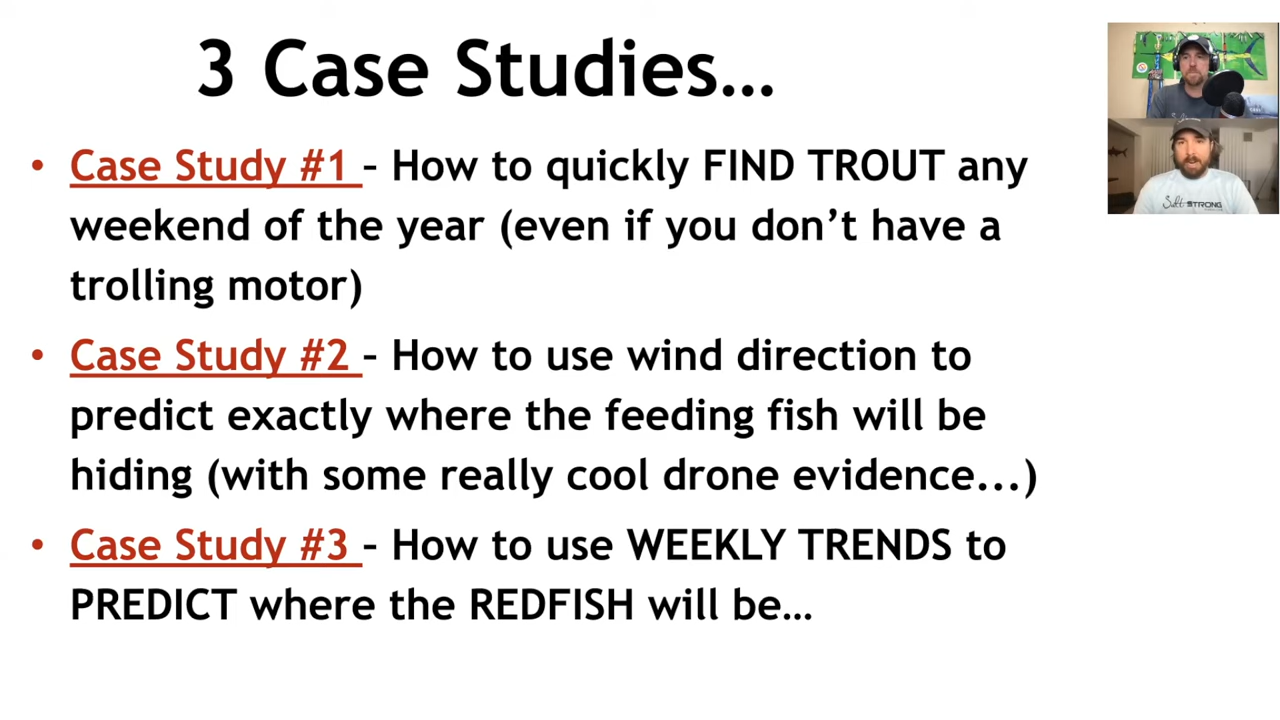 3 Case Studies…
• Case Study #1 – How to quickly FIND TROUT any
weekend of the year (even if you don’t have a
trolling motor)
• Case Study #2 – How to use wind direction to
predict exactly where the feeding fish will be
hiding (with some really cool drone evidence...)
• Case Study #3 – How to use WEEKLY TRENDS to
PREDICT where the REDFISH will be…
Salt STRONG